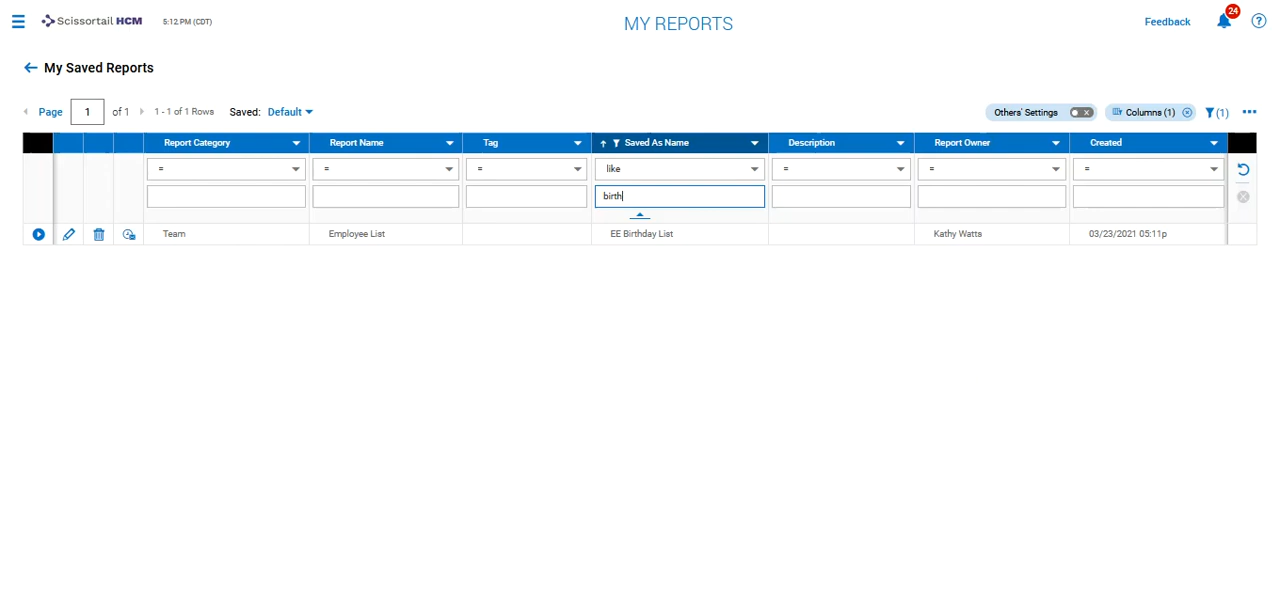 Scissortail HCM 5:12 PM (CDT) MY REPORTS Feedback 24 ?
My Saved Reports
Page 1 of 1 1 - 1 of 1 Rows Saved: Default Others' Settings Columns (1) (1)
Report Category Report Name Tag Saved As Name Description Report Owner Created
= = = like = = =
birth
Team Employee List EE Birthday List Kathy Watts 03/23/2021 05:11p